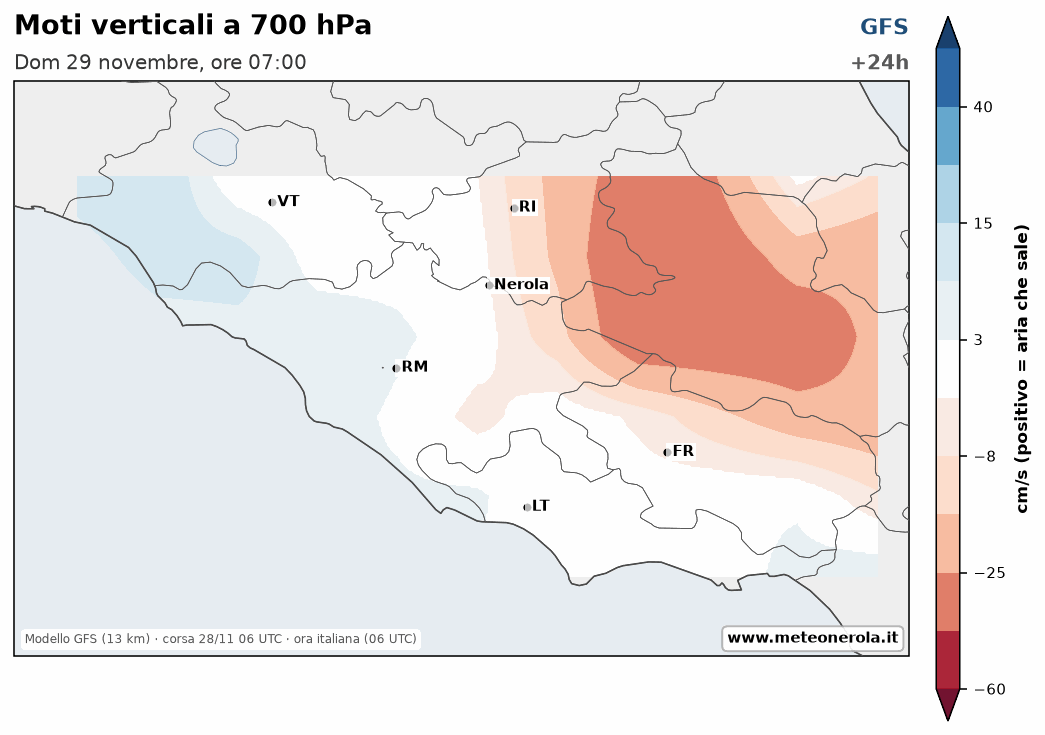 Moti verticali a 700 hPa
GFS
Dom 29 novembre, ore 07:00
+24h
VT
RI
Nerola
RM
FR
LT
40
15
3
−8
−25
−60
cm/s (positivo = aria che sale)
Modello GFS (13 km) · corsa 28/11 06 UTC · ora italiana (06 UTC)
www.meteonerola.it